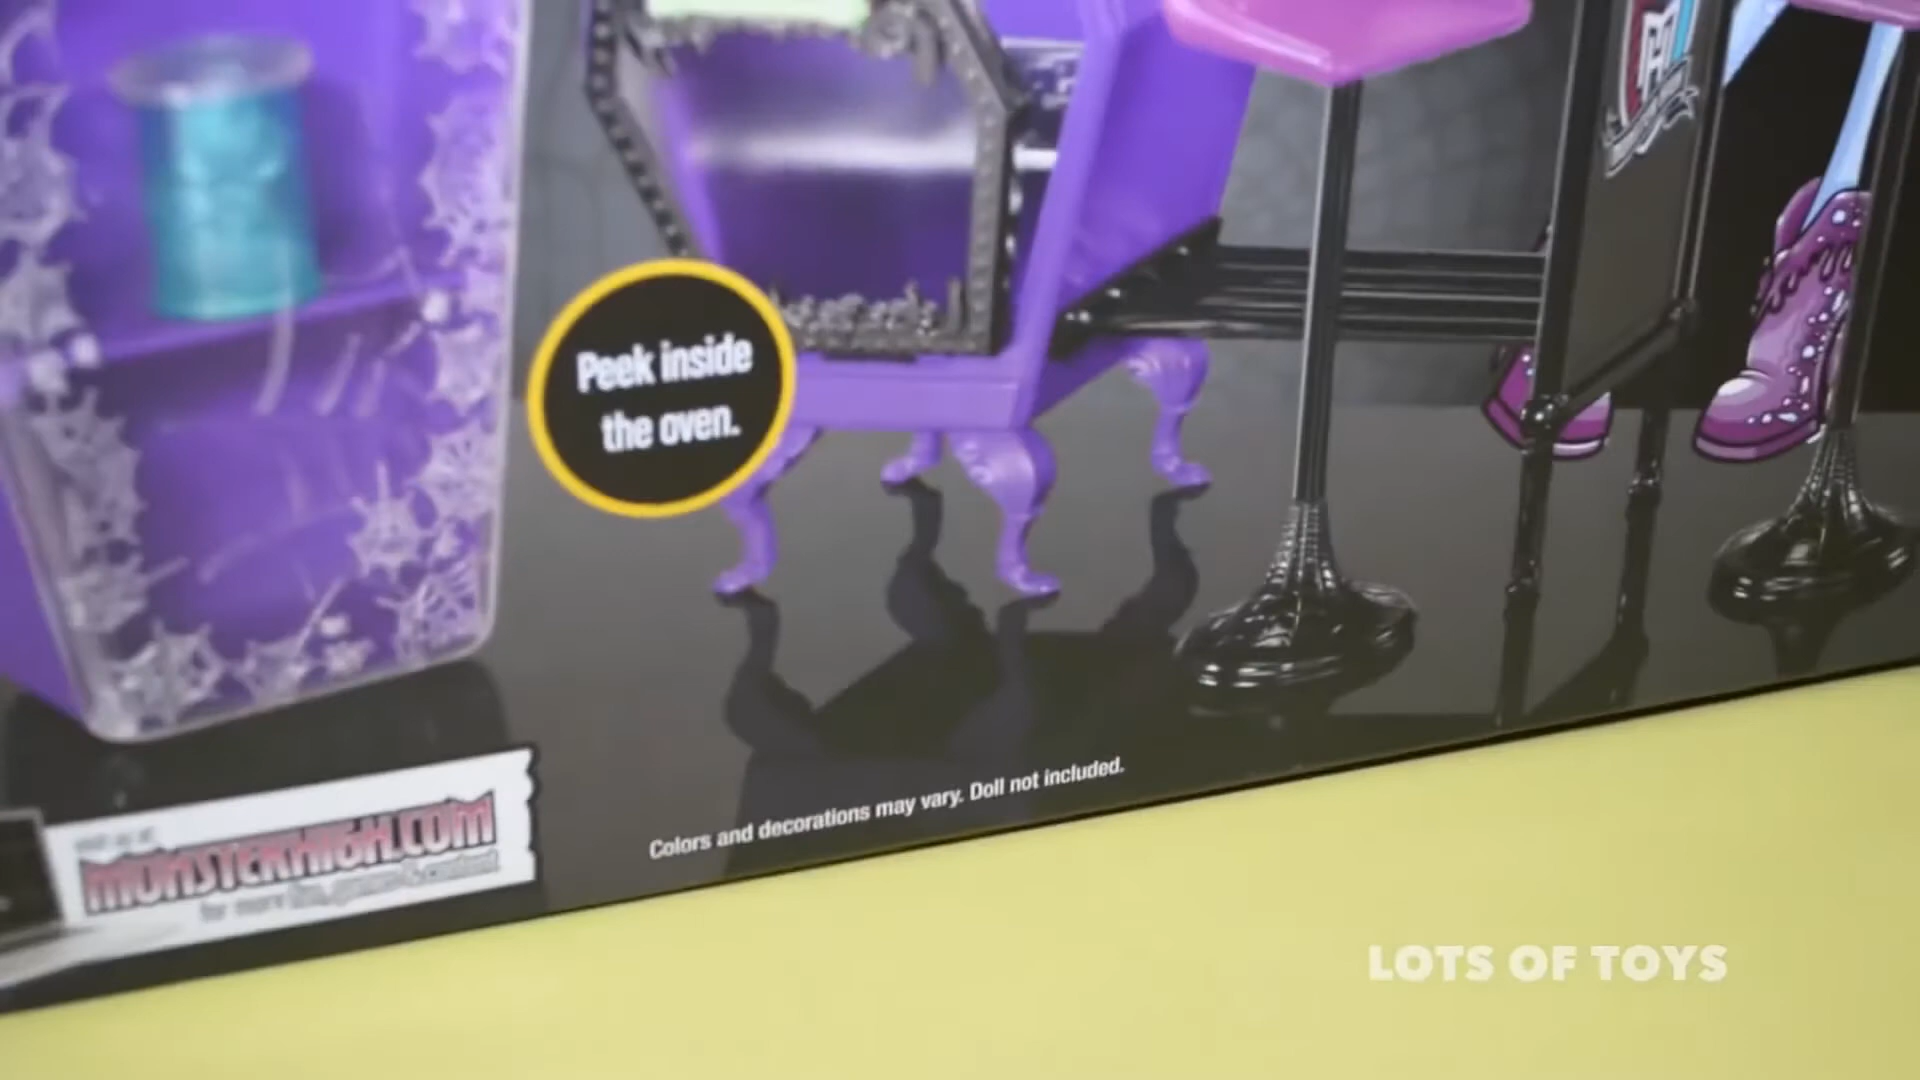 Peek inside
the oven.
Colors and decorations may vary. Doll not included.
MONSTERHIGH.COM
LOTS OF TOYS